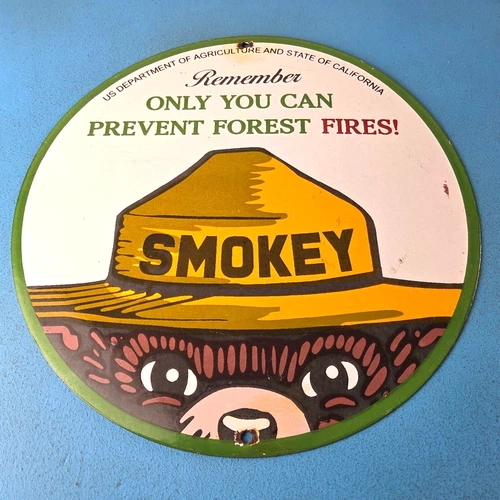 US DEPARTMENT OF AGRICULTURE AND STATE OF CALIFORNIA
Remember
ONLY YOU CAN
PREVENT FOREST FIRES!
SMOKEY